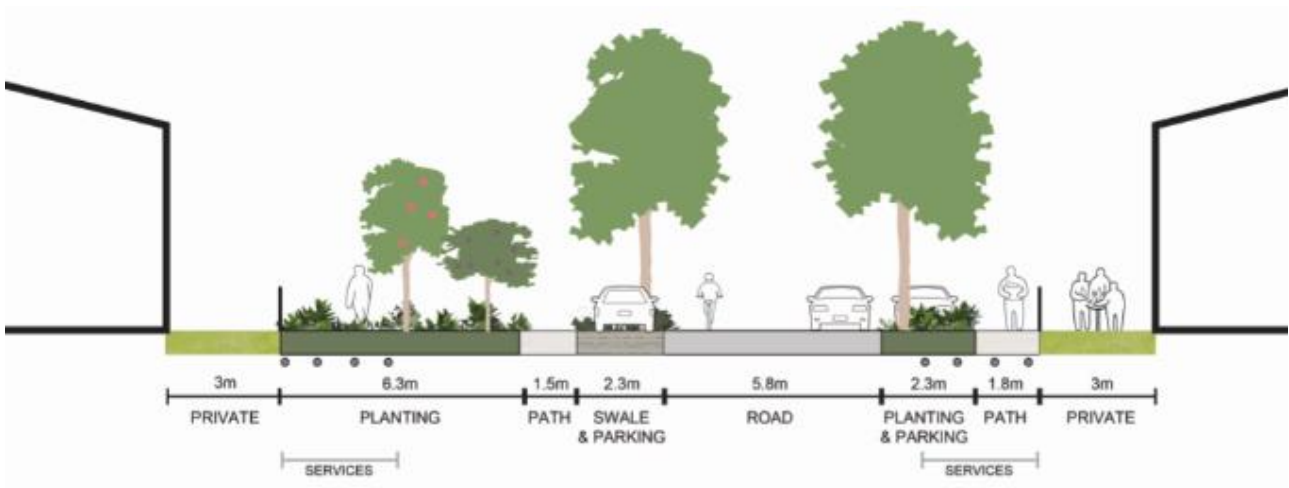 3m 6.3m 1.5m 2.3m 5.8m 2.3m 1.8m 3m
PRIVATE PLANTING PATH SWALE ROAD PLANTING PATH PRIVATE
& PARKING & PARKING
SERVICES SERVICES